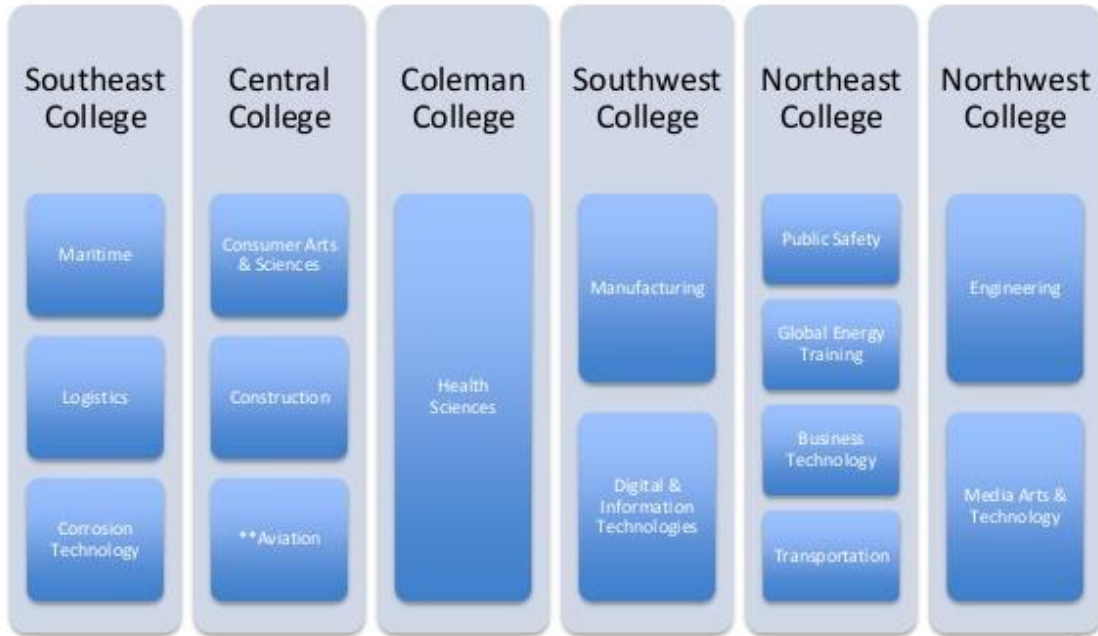 Southeast
College
Maritime
Logistics
Corrosion
Technology
Central
College
Consumer Arts
& Sciences
Construction
**Aviation
Coleman
College
Health
Sciences
Southwest
College
Manufacturing
Digital &
Information
Technologies
Northeast
College
Public Safety
Global Energy
Training
Business
Technology
Transportation
Northwest
College
Engineering
Media Arts &
Technology